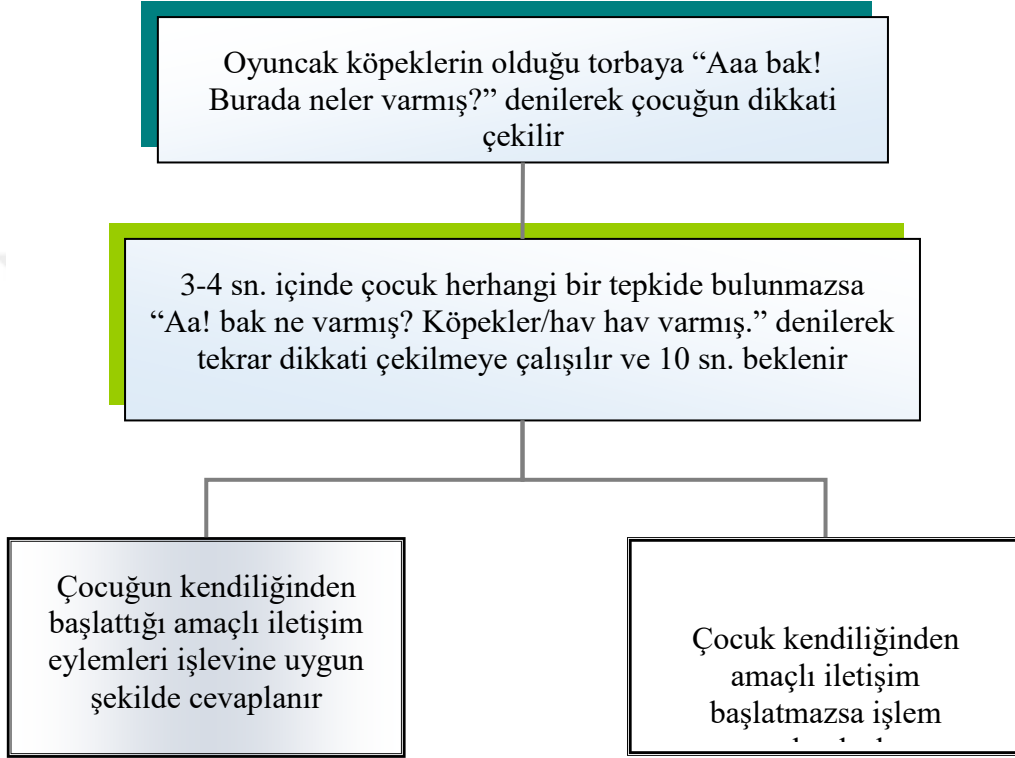 Oyuncak köpeklerin olduğu torbaya “Aaa bak!
Burada neler varmış?” denilerek çocuğun dikkati
çekilir
3-4 sn. içinde çocuk herhangi bir tepkide bulunmazsa
“Aa! bak ne varmış? Köpekler/hav hav varmış.” denilerek
tekrar dikkati çekilmeye çalışılır ve 10 sn. beklenir
Çocuğun kendiliğinden
başlattığı amaçlı iletişim
eylemleri işlevine uygun
şekilde cevaplanır
Çocuk kendiliğinden
amaçlı iletişim
başlatmazsa işlem